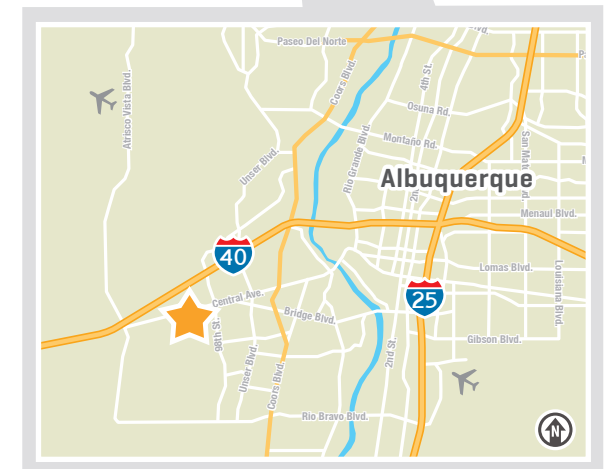 Paseo Del Norte
Blvd.
Coors Blvd.
4th St.
Atrisco Vista Blvd.
Osuna Rd.
Montaño Rd.
Unser Blvd.
Rio Grande Blvd.
Albuquerque
Menaul Blvd.
40
Lomas Blvd.
Louisiana Blvd.
25
Central Ave.
Bridge Blvd.
98th St.
Unser Blvd.
Coors Blvd.
2nd St.
Gibson Blvd.
Rio Bravo Blvd.
N